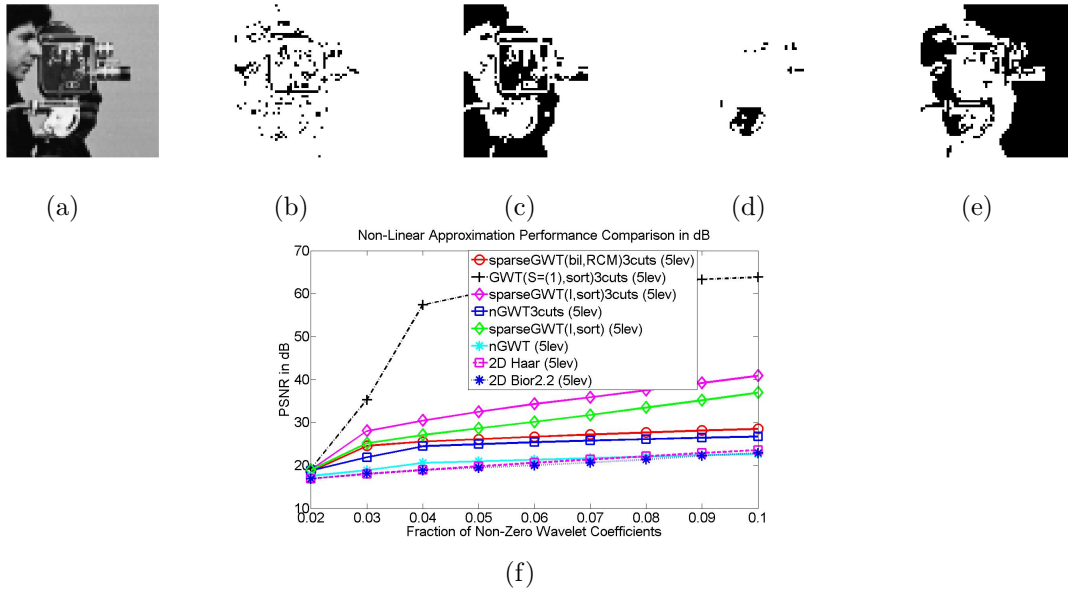 (a) (b) (c) (d) (e)
Non-Linear Approximation Performance Comparison in dB
70
60
50
40
30
20
10
PSNR in dB
sparseGWT(bil,RCM)3cuts (5lev)
GWT(S=(1),sort)3cuts (5lev)
sparseGWT(I,sort)3cuts (5lev)
nGWT3cuts (5lev)
sparseGWT(I,sort) (5lev)
nGWT (5lev)
2D Haar (5lev)
2D Bior2.2 (5lev)
0.02 0.03 0.04 0.05 0.06 0.07 0.08 0.09 0.1
Fraction of Non-Zero Wavelet Coefficients
(f)